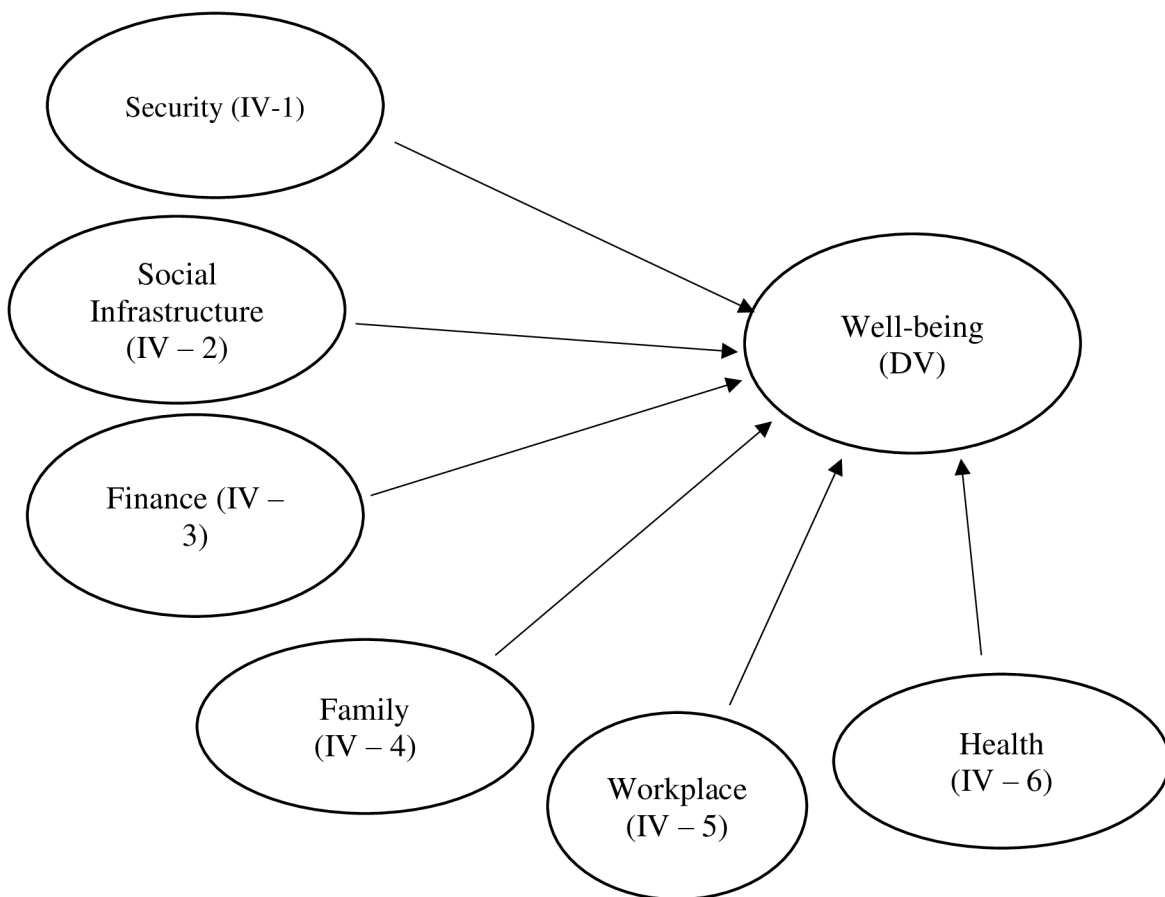 Security (IV-1)
Social
Infrastructure
(IV – 2)
Well-being
(DV)
Finance (IV –
3)
Family
(IV – 4)
Workplace
(IV – 5)
Health
(IV – 6)